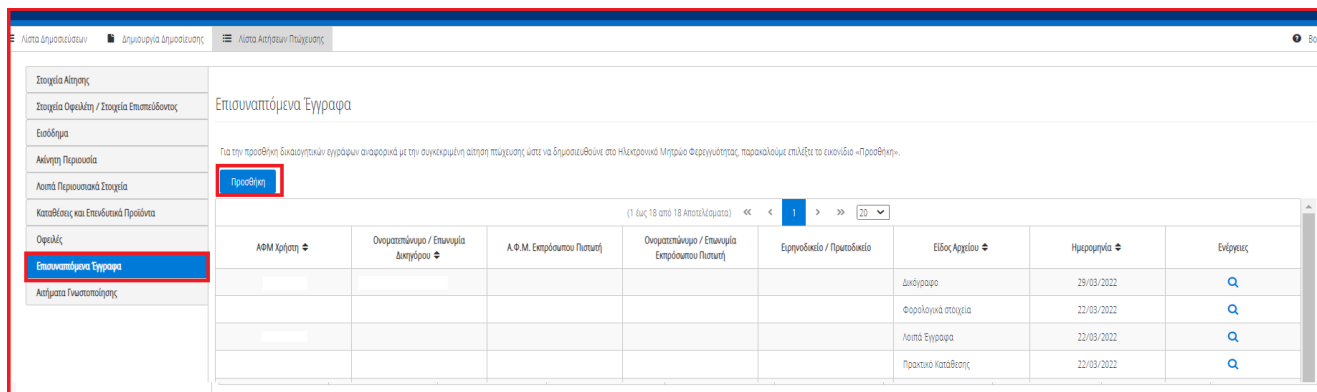 Λίστα Δημοσιεύσεων Δημιουργία Δημοσίευσης Λίστα Αιτήσεων Πτώχευσης Βο
Στοιχεία Αίτησης
Στοιχεία Οφειλέτη / Στοιχεία Επισπεύδοντος
Εισόδημα
Ακίνητη Περιουσία
Λοιπά Περιουσιακά Στοιχεία
Καταθέσεις και Επενδυτικά Προϊόντα
Οφειλές
Επισυναπτόμενα Έγγραφα
Αιτήματα Γνωστοποίησης
Επισυναπτόμενα Έγγραφα
Για την προσθήκη δικαιολογητικών εγγράφων αναφορικά με την συγκεκριμένη αίτηση πτώχευσης ώστε να δημοσιευθούνε στο Ηλεκτρονικό Μητρώο Φερεγγυότητας, παρακαλούμε επιλέξτε το εικονίδιο «Προσθήκη».
Προσθήκη
(1 έως 18 από 18 Αποτελέσματα) 1 20
ΑΦΜ Χρήστη Ονοματεπώνυμο / Επωνυμία Δικηγόρου Α.Φ.Μ. Εκπρόσωπου Πιστωτή Ονοματεπώνυμο / Επωνυμία Εκπρόσωπου Πιστωτή Ειρηνοδικείο / Πρωτοδικείο Είδος Αρχείου Ημερομηνία Ενέργειες
Δικόγραφο 29/03/2022
Φορολογικά στοιχεία 22/03/2022
Λοιπά Έγγραφα 22/03/2022
Πρακτικό Κατάθεσης 22/03/2022